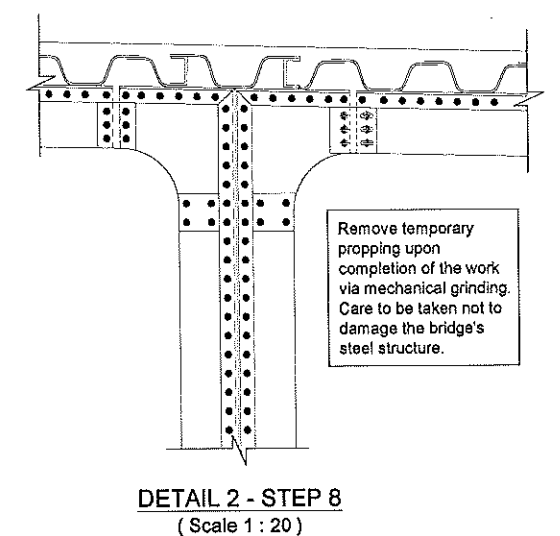 Remove temporary
propping upon
completion of the work
via mechanical grinding.
Care to be taken not to
damage the bridge's
steel structure.
DETAIL 2 - STEP 8
( Scale 1 : 20 )